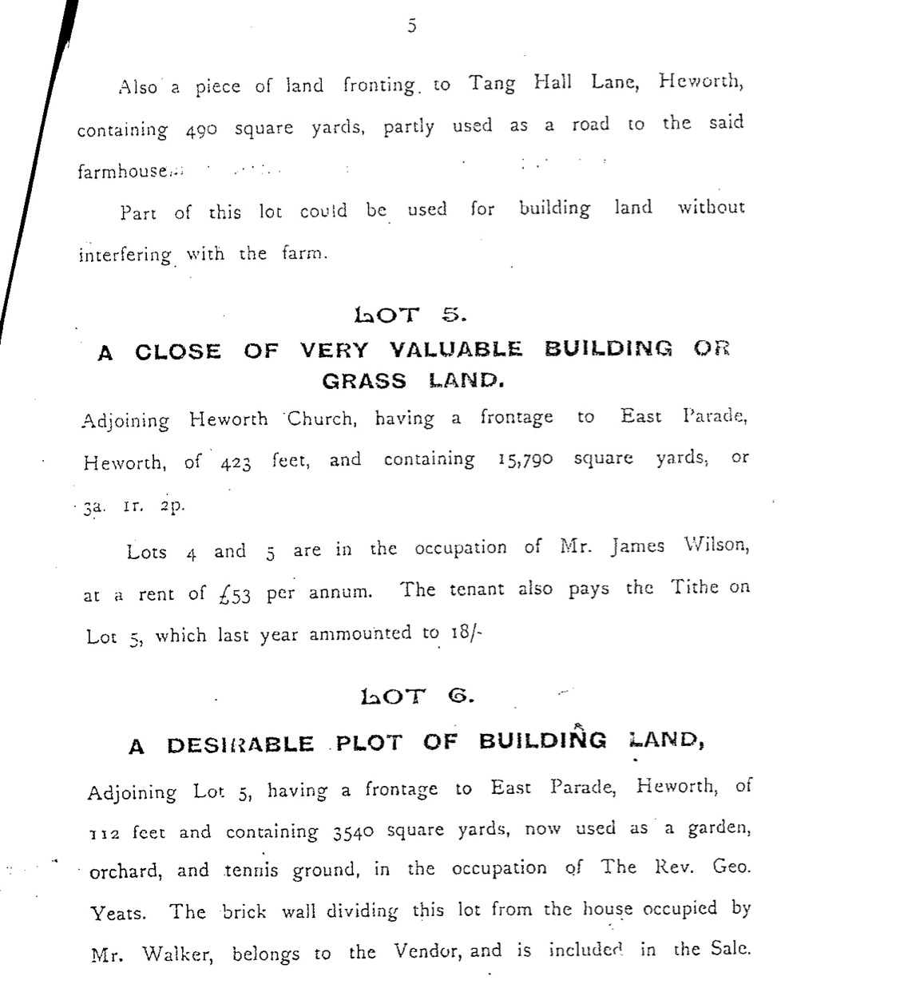 5
Also a piece of land fronting to Tang Hall Lane, Heworth,
containing 490 square yards, partly used as a road to the said
farmhouse.
Part of this lot could be used for building land without
interfering with the farm.
LOT 5.
A CLOSE OF VERY VALUABLE BUILDING OR
GRASS LAND.
Adjoining Heworth Church, having a frontage to East Parade,
Heworth, of 423 feet, and containing 15,790 square yards, or
3a. 1r. 2p.
Lots 4 and 5 are in the occupation of Mr. James Wilson,
at a rent of £53 per annum. The tenant also pays the Tithe on
Lot 5, which last year ammounted to 18/-
LOT 6.
A DESIRABLE PLOT OF BUILDING LAND,
Adjoining Lot 5, having a frontage to East Parade, Heworth, of
112 feet and containing 3540 square yards, now used as a garden,
orchard, and tennis ground, in the occupation of The Rev. Geo.
Yeats. The brick wall dividing this lot from the house occupied by
Mr. Walker, belongs to the Vendor, and is included in the Sale.